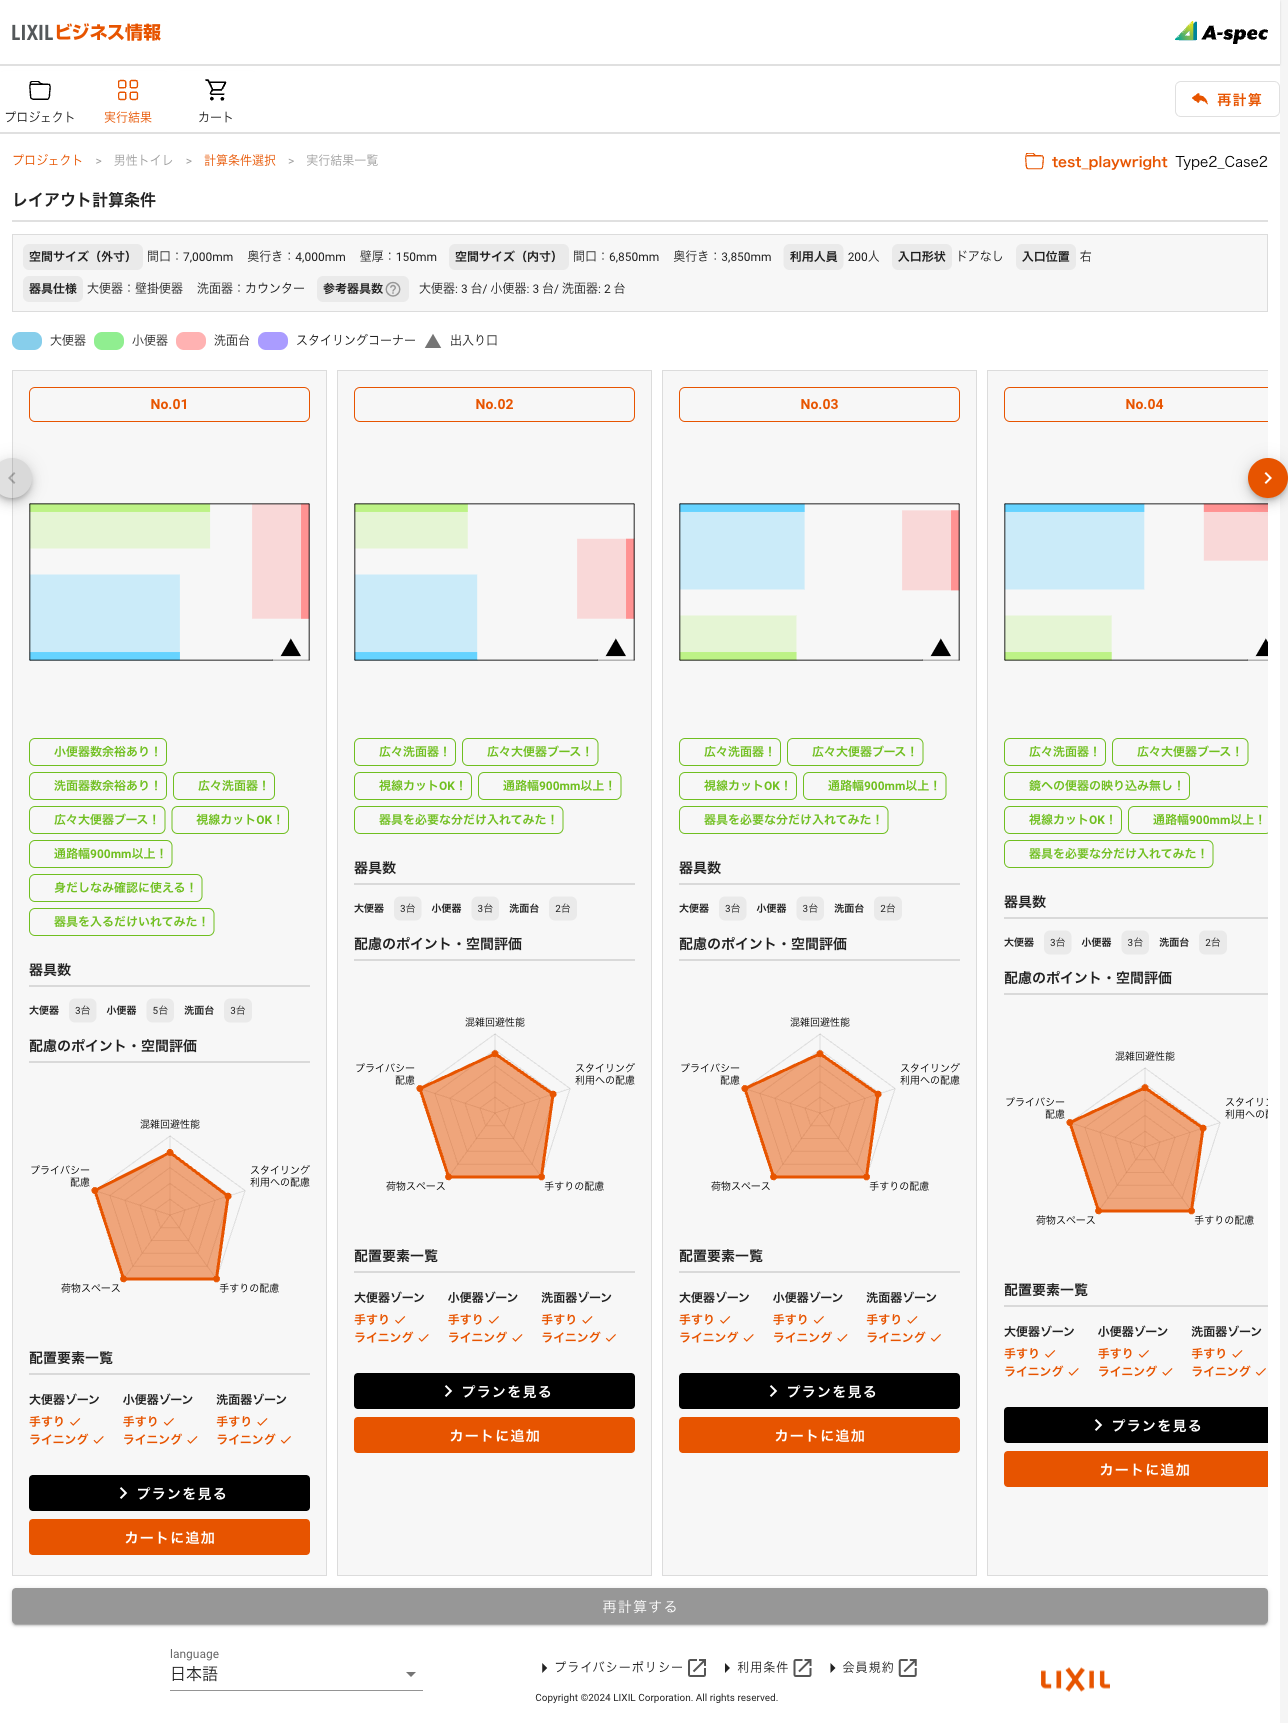 LIXILビジネス情報
A-spec
プロジェクト 実行結果 カート 再計算
プロジェクト > 男性トイレ > 計算条件選択 > 実行結果一覧 test_playwright Type2_Case2
レイアウト計算条件
空間サイズ（外寸） 間口：7,000mm 奥行き：4,000mm 壁厚：150mm 空間サイズ（内寸） 間口：6,850mm 奥行き：3,850mm 利用人員 200人 入口形状 ドアなし 入口位置 右
器具仕様 大便器：壁掛便器 洗面器：カウンター 参考器具数 ? 大便器: 3 台/ 小便器: 3 台/ 洗面器: 2 台
大便器 小便器 洗面台 スタイリングコーナー 出入り口
No.01
小便器数余裕あり！
洗面器数余裕あり！ 広々洗面器！
広々大便器ブース！ 視線カットOK！
通路幅900mm以上！
身だしなみ確認に使える！
器具を入るだけいれてみた！
器具数
大便器 3台 小便器 5台 洗面台 3台
配慮のポイント・空間評価
混雑回避性能
プライバシー
配慮
スタイリング
利用への配慮
荷物スペース 手すりの配慮
配置要素一覧
大便器ゾーン 小便器ゾーン 洗面器ゾーン
手すり 手すり 手すり
ライニング ライニング ライニング
プランを見る
カートに追加
No.02
広々洗面器！ 広々大便器ブース！
視線カットOK！ 通路幅900mm以上！
器具を必要な分だけ入れてみた！
器具数
大便器 3台 小便器 3台 洗面台 2台
配慮のポイント・空間評価
混雑回避性能
プライバシー
配慮
スタイリング
利用への配慮
荷物スペース 手すりの配慮
配置要素一覧
大便器ゾーン 小便器ゾーン 洗面器ゾーン
手すり 手すり 手すり
ライニング ライニング ライニング
プランを見る
カートに追加
No.03
広々洗面器！ 広々大便器ブース！
視線カットOK！ 通路幅900mm以上！
器具を必要な分だけ入れてみた！
器具数
大便器 3台 小便器 3台 洗面台 2台
配慮のポイント・空間評価
混雑回避性能
プライバシー
配慮
スタイリング
利用への配慮
荷物スペース 手すりの配慮
配置要素一覧
大便器ゾーン 小便器ゾーン 洗面器ゾーン
手すり 手すり 手すり
ライニング ライニング ライニング
プランを見る
カートに追加
No.04
広々洗面器！ 広々大便器ブース！
鏡への便器の映り込み無し！
視線カットOK！ 通路幅900mm以上！
器具を必要な分だけ入れてみた！
器具数
大便器 3台 小便器 3台 洗面台 2台
配慮のポイント・空間評価
混雑回避性能
プライバシー
配慮
スタイリン
利用への配
荷物スペース 手すりの配慮
配置要素一覧
大便器ゾーン 小便器ゾーン 洗面器ゾーン
手すり 手すり 手すり
ライニング ライニング ライニング
プランを見る
カートに追加
再計算する
language
日本語
プライバシーポリシー 利用条件 会員規約
Copyright ©2024 LIXIL Corporation. All rights reserved.
LIXIL